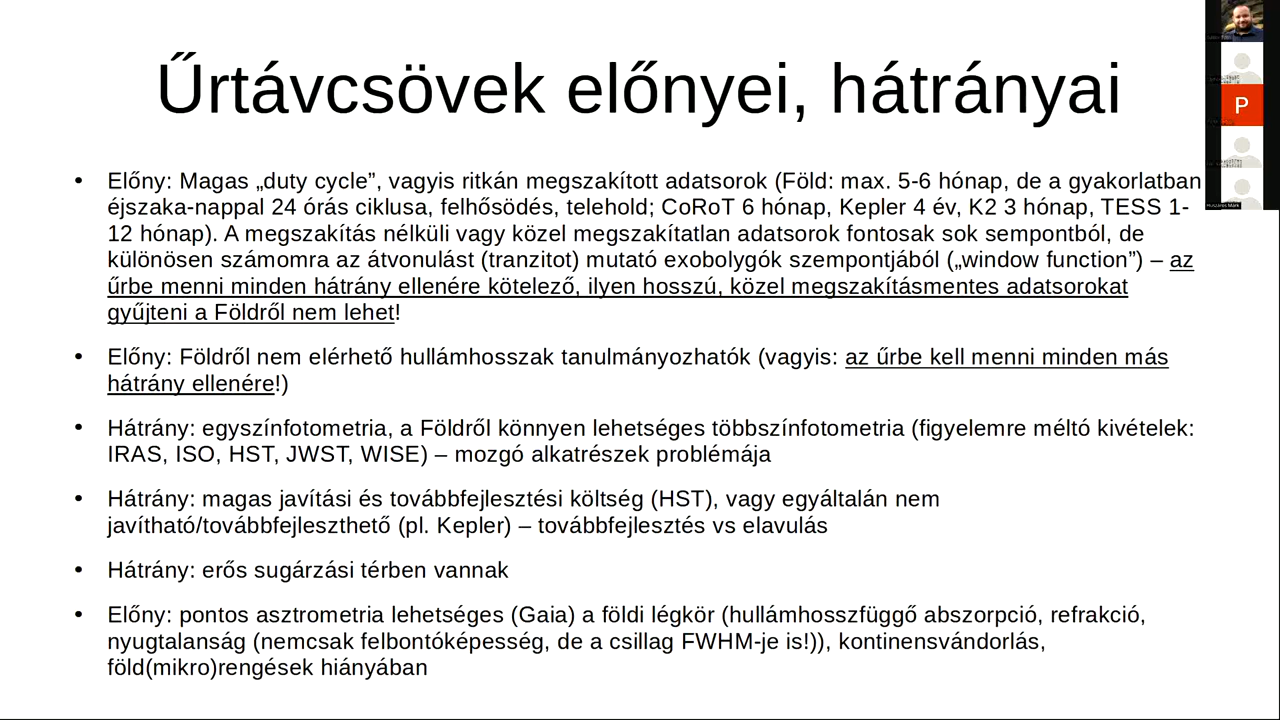 Űrtávcsövek előnyei, hátrányai
• Előny: Magas „duty cycle”, vagyis ritkán megszakított adatsorok (Föld: max. 5-6 hónap, de a gyakorlatban
éjszaka-nappal 24 órás ciklusa, felhősödés, telehold; CoRoT 6 hónap, Kepler 4 év, K2 3 hónap, TESS 1-
12 hónap). A megszakítás nélküli vagy közel megszakítatlan adatsorok fontosak sok sempontból, de
különösen számomra az átvonulást (tranzitot) mutató exobolygók szempontjából („window function”) – az
űrbe menni minden hátrány ellenére kötelező, ilyen hosszú, közel megszakításmentes adatsorokat
gyűjteni a Földről nem lehet!
• Előny: Földről nem elérhető hullámhosszak tanulmányozhatók (vagyis: az űrbe kell menni minden más
hátrány ellenére!)
• Hátrány: egyszínfotometria, a Földről könnyen lehetséges többszínfotometria (figyelemre méltó kivételek:
IRAS, ISO, HST, JWST, WISE) – mozgó alkatrészek problémája
• Hátrány: magas javítási és továbbfejlesztési költség (HST), vagy egyáltalán nem
javítható/továbbfejleszthető (pl. Kepler) – továbbfejlesztés vs elavulás
• Hátrány: erős sugárzási térben vannak
• Előny: pontos asztrometria lehetséges (Gaia) a földi légkör (hullámhosszfüggő abszorpció, refrakció,
nyugtalanság (nemcsak felbontóképesség, de a csillag FWHM-je is!)), kontinensvándorlás,
föld(mikro)rengések hiányában
P